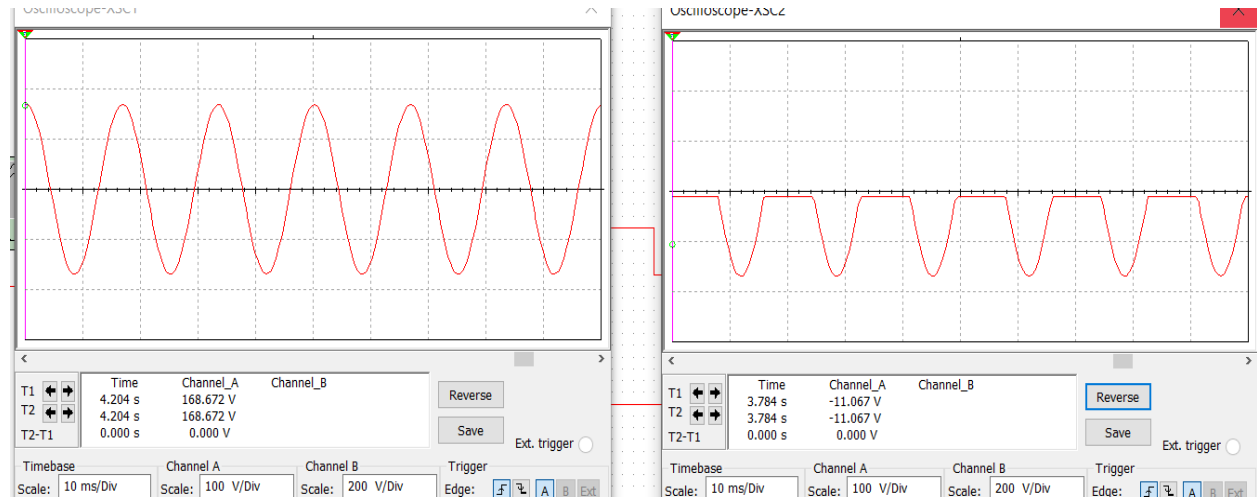 Oscilloscope-XSC1
Time Channel_A Channel_B
T1 4.204 s 168.672 V
T2 4.204 s 168.672 V
T2-T1 0.000 s 0.000 V
Reverse
Save
Ext. trigger
Timebase Channel A Channel B Trigger
Scale: 10 ms/Div Scale: 100 V/Div Scale: 200 V/Div Edge: A B Ext
Oscilloscope-XSC2
Time Channel_A Channel_B
T1 3.784 s -11.067 V
T2 3.784 s -11.067 V
T2-T1 0.000 s 0.000 V
Reverse
Save
Ext. trigger
Timebase Channel A Channel B Trigger
Scale: 10 ms/Div Scale: 100 V/Div Scale: 200 V/Div Edge: A B Ext